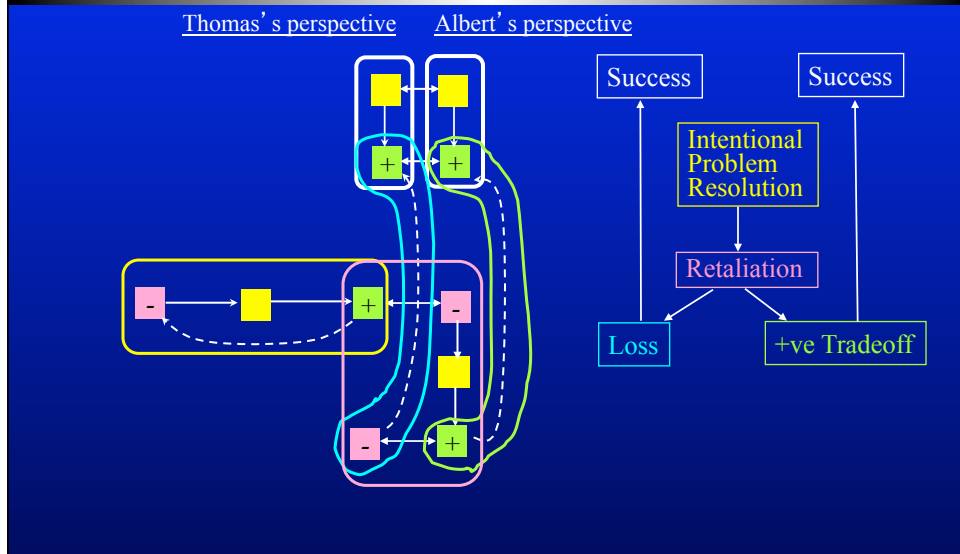 Thomas’s perspective
Albert’s perspective
Success
Success
Intentional
Problem
Resolution
+
+
Retaliation
-
+
-
Loss
+ve Tradeoff
-
+